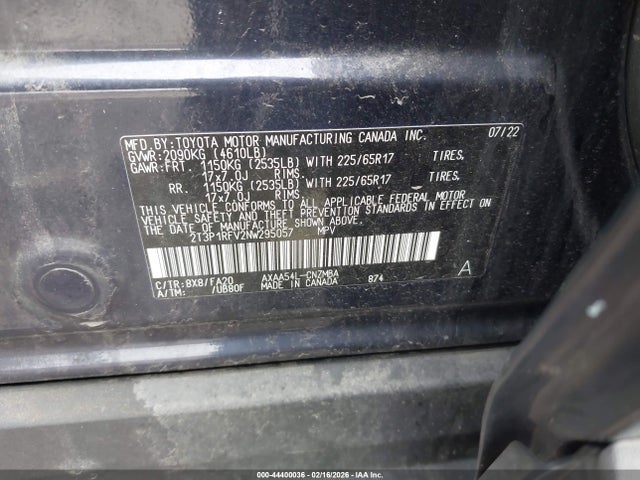 MFD.BY:TOYOTA MOTOR MANUFACTURING CANADA INC. 07/22
GVWR:2090KG (4610LB)
GAWR:FRT. 1150KG (2535LB) WITH 225/65R17 TIRES,
17x7.0J RIMS.
RR. 1150KG (2535LB) WITH 225/65R17 TIRES,
17x7.0J RIMS.
THIS VEHICLE CONFORMS TO ALL APPLICABLE FEDERAL MOTOR
VEHICLE SAFETY AND THEFT PREVENTION STANDARDS IN EFFECT ON
THE DATE OF MANUFACTURE SHOWN ABOVE.
2T3P1RFV2NW295057 MPV
C/TR:8X8/FA20 AXAA54L-CNZMBA 874 A
A/TM: /UB80F MADE IN CANADA
000-44400036 - 02/16/2026 - IAAI.COM